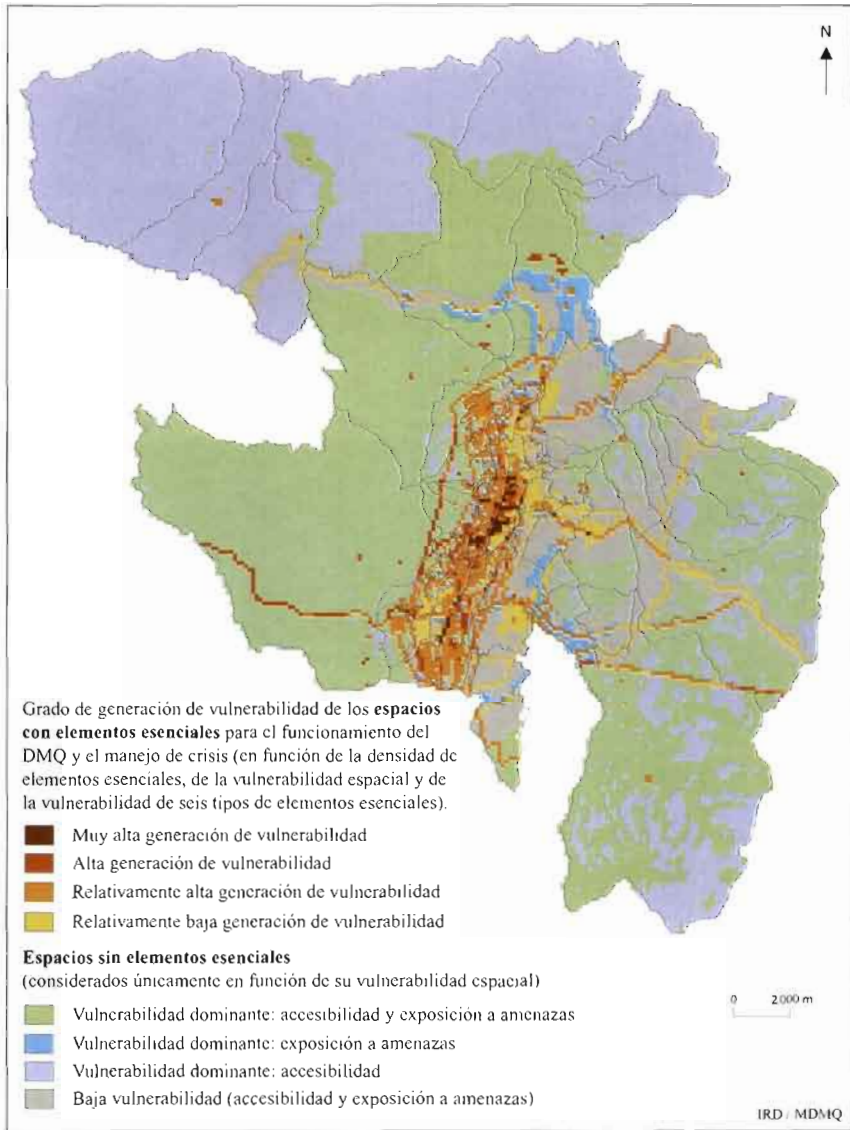 N
Grado de generación de vulnerabilidad de los espacios
con elementos esenciales para el funcionamiento del
DMQ y el manejo de crisis (en función de la densidad de
elementos esenciales, de la vulnerabilidad espacial y de
la vulnerabilidad de seis tipos de elementos esenciales).
Muy alta generación de vulnerabilidad
Alta generación de vulnerabilidad
Relativamente alta generación de vulnerabilidad
Relativamente baja generación de vulnerabilidad
Espacios sin elementos esenciales
(considerados únicamente en función de su vulnerabilidad espacial)
0 2.000 m
Vulnerabilidad dominante: accesibilidad y exposición a amenazas
Vulnerabilidad dominante: exposición a amenazas
Vulnerabilidad dominante: accesibilidad
Baja vulnerabilidad (accesibilidad y exposición a amenazas)
IRD / MDMQ